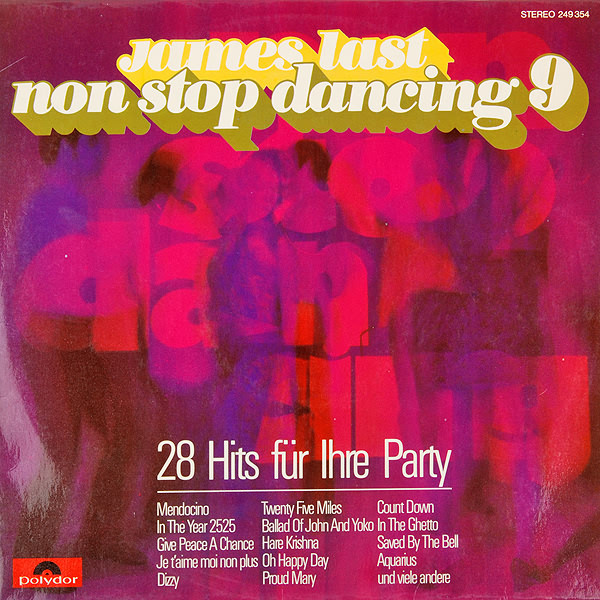 STEREO 249 354
James last
non stop dancing 9
28 Hits für Ihre Party
Mendocino
In The Year 2525
Give Peace A Chance
Je t'aime moi non plus
Dizzy
Twenty Five Miles
Ballad Of John And Yoko
Hare Krishna
Oh Happy Day
Proud Mary
Count Down
In The Ghetto
Saved By The Bell
Aquarius
und viele andere
polydor